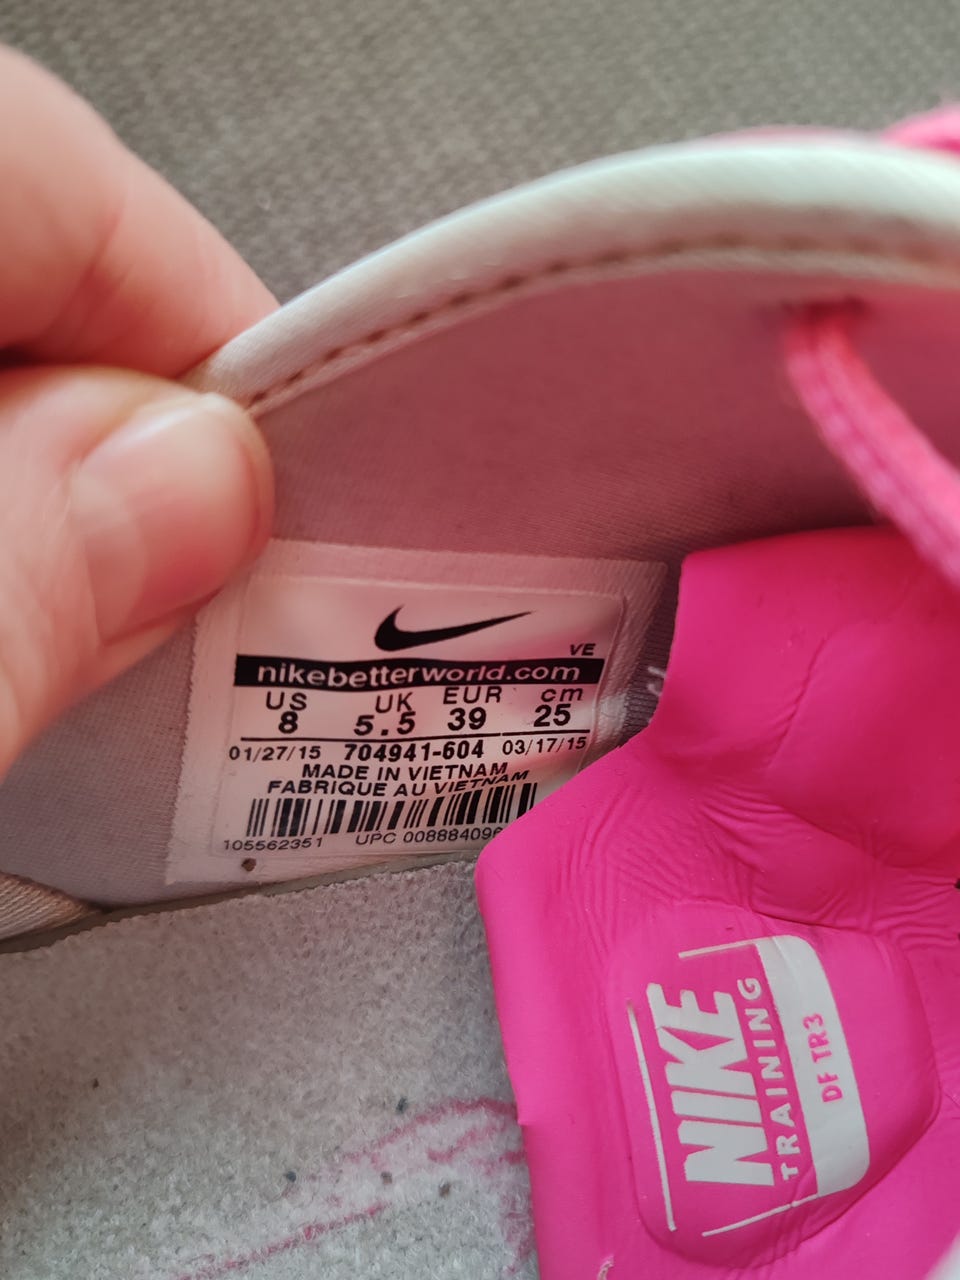 VE
nikebetterworld.com
US UK EUR cm
8 5.5 39 25
01/27/15 704941-604 03/17/15
MADE IN VIETNAM
FABRIQUE AU VIETNAM
105562351 UPC 008884096
NIKE
TRAINING
DF TR3